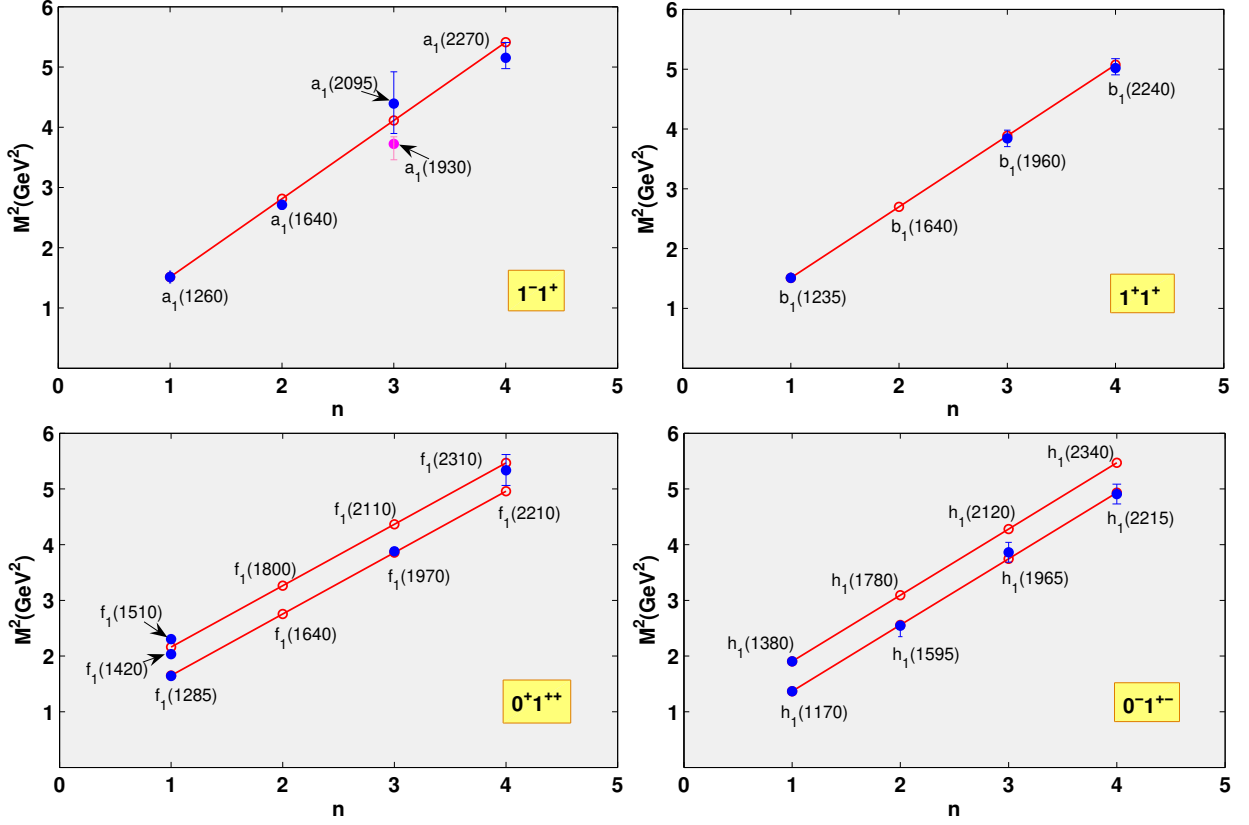 6
5
4
3
2
1
M²(GeV²)
a₁(2270)
a₁(2095)
a₁(1930)
a₁(1640)
a₁(1260)
1⁻1⁺
0 1 2 3 4 5
n
6
5
4
3
2
1
M²(GeV²)
b₁(2240)
b₁(1960)
b₁(1640)
b₁(1235)
1⁺1⁺
0 1 2 3 4 5
n
6
5
4
3
2
1
M²(GeV²)
f₁(2310)
f₁(2110)
f₁(2210)
f₁(1800)
f₁(1970)
f₁(1510)
f₁(1640)
f₁(1420)
f₁(1285)
0⁺1⁺⁺
0 1 2 3 4 5
n
6
5
4
3
2
1
M²(GeV²)
h₁(2340)
h₁(2120)
h₁(2215)
h₁(1780)
h₁(1965)
h₁(1380)
h₁(1595)
h₁(1170)
0⁻1⁺⁻
0 1 2 3 4 5
n